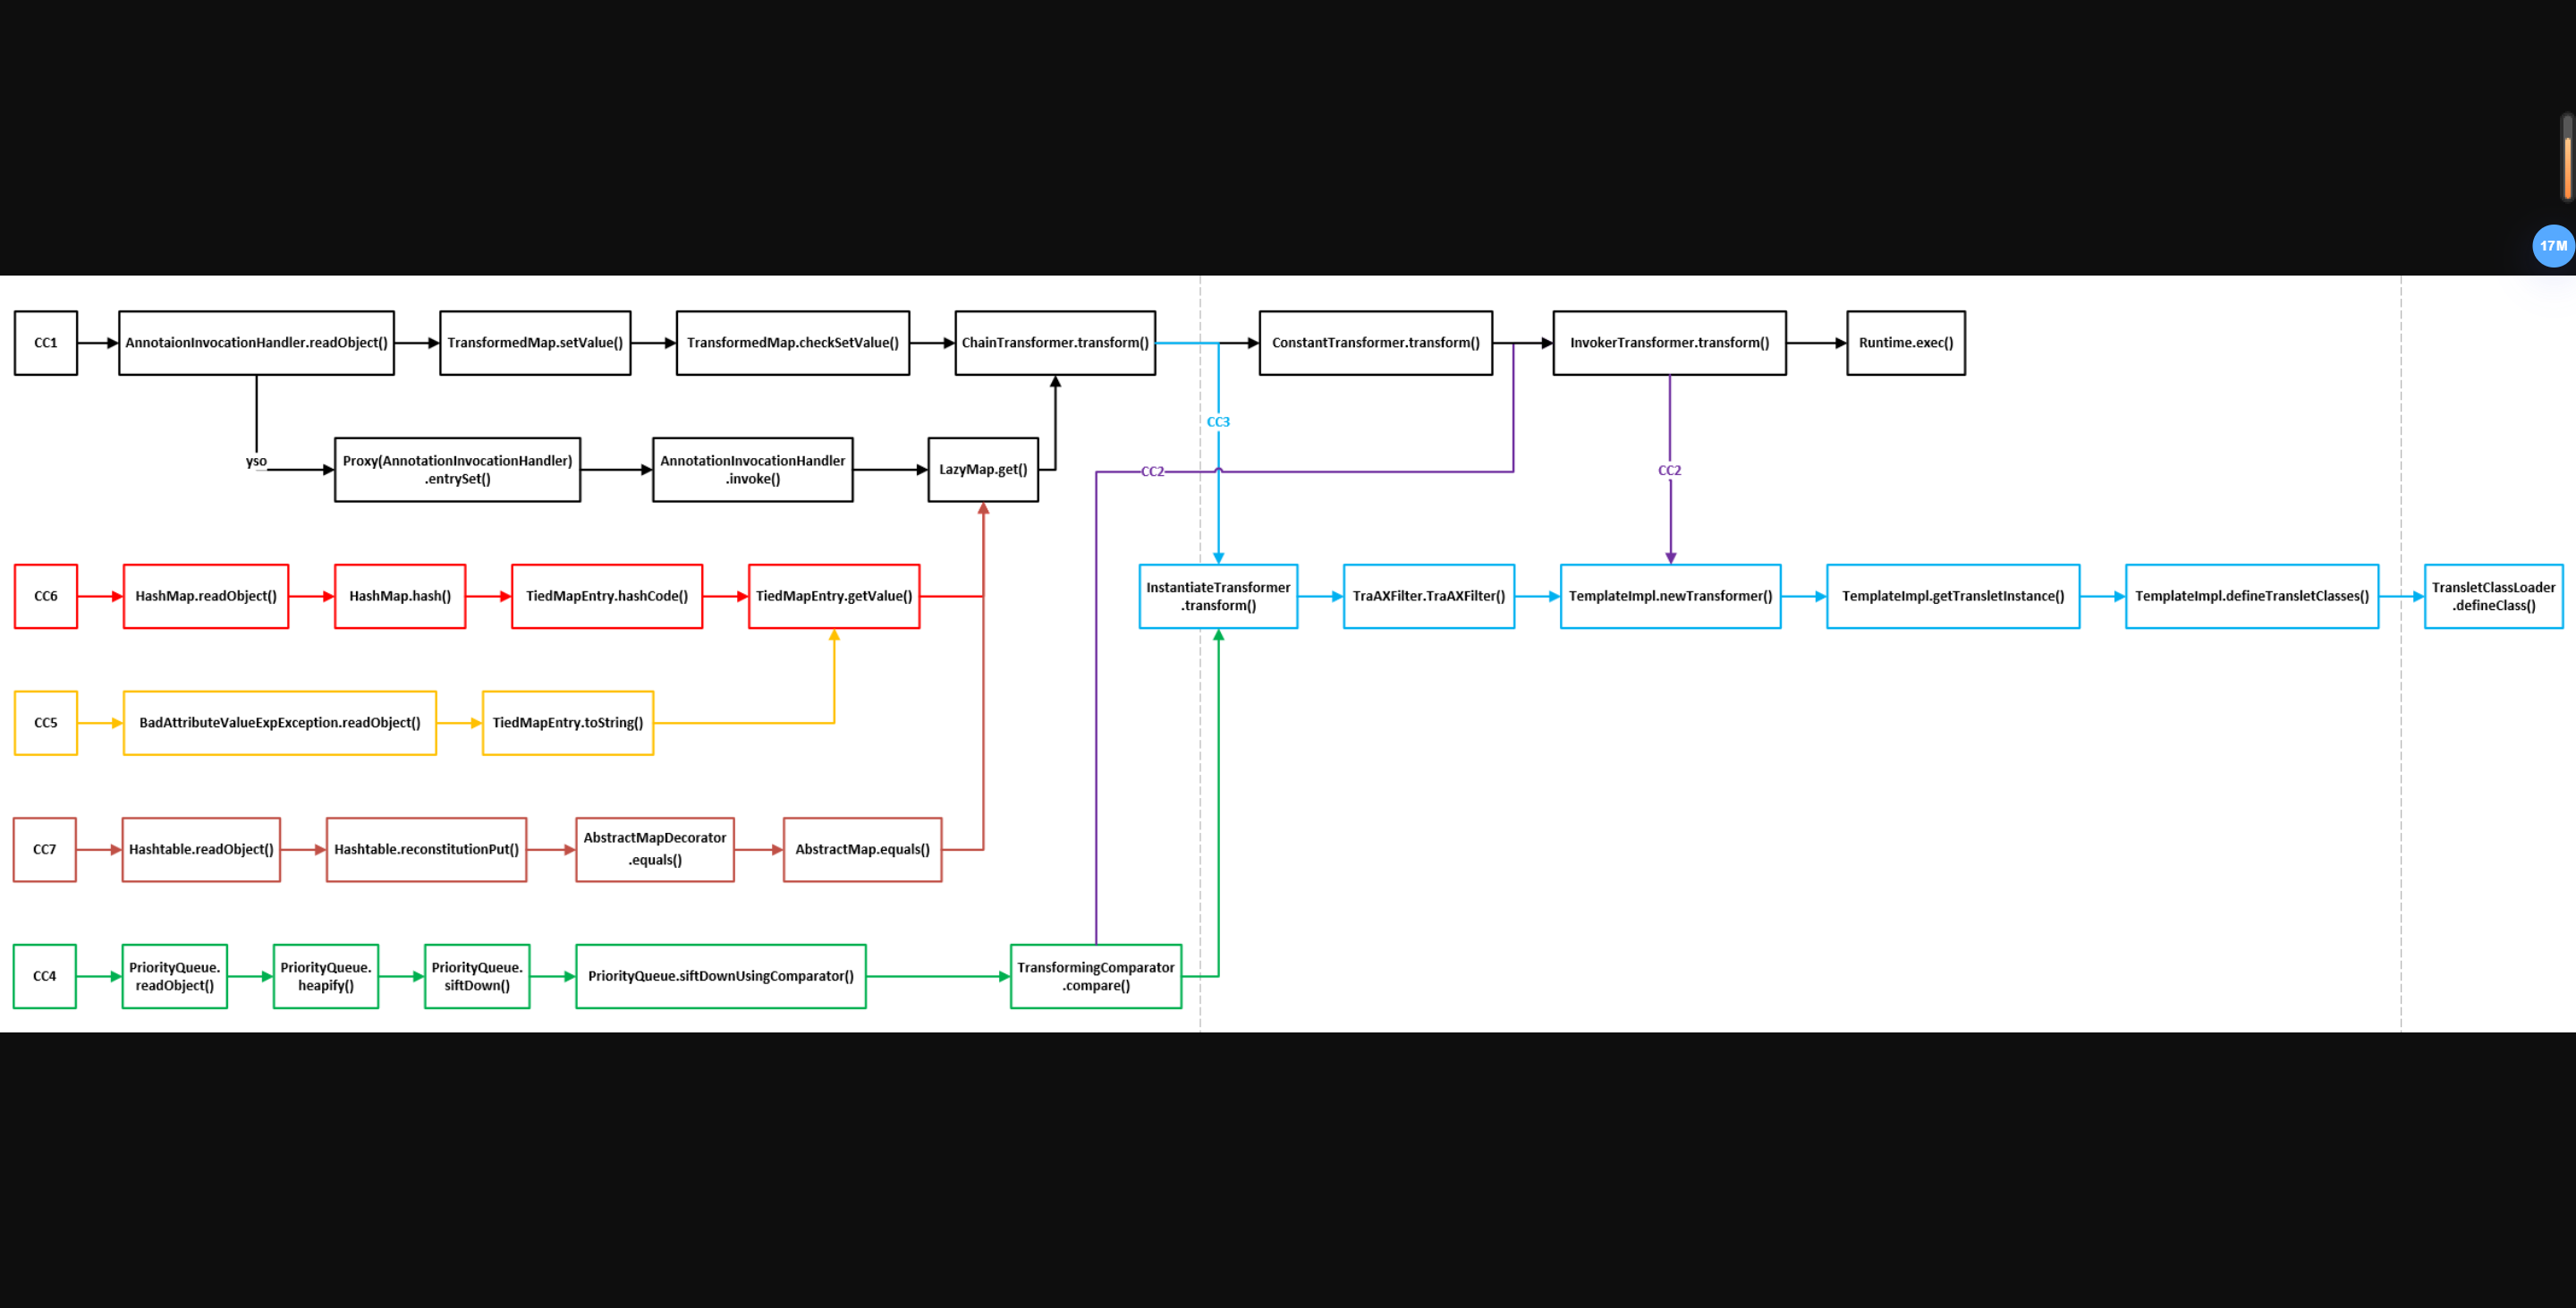 17M
CC1
AnnotaionInvocationHandler.readObject()
TransformedMap.setValue()
TransformedMap.checkSetValue()
ChainTransformer.transform()
ConstantTransformer.transform()
InvokerTransformer.transform()
Runtime.exec()
CC3
yso
Proxy(AnnotationInvocationHandler)
.entrySet()
AnnotationInvocationHandler
.invoke()
LazyMap.get()
CC2
CC2
CC6
HashMap.readObject()
HashMap.hash()
TiedMapEntry.hashCode()
TiedMapEntry.getValue()
InstantiateTransformer
.transform()
TraAXFilter.TraAXFilter()
TemplateImpl.newTransformer()
TemplateImpl.getTransletInstance()
TemplateImpl.defineTransletClasses()
TransletClassLoader
.defineClass()
CC5
BadAttributeValueExpException.readObject()
TiedMapEntry.toString()
CC7
Hashtable.readObject()
Hashtable.reconstitutionPut()
AbstractMapDecorator
.equals()
AbstractMap.equals()
CC4
PriorityQueue.
readObject()
PriorityQueue.
heapify()
PriorityQueue.
siftDown()
PriorityQueue.siftDownUsingComparator()
TransformingComparator
.compare()